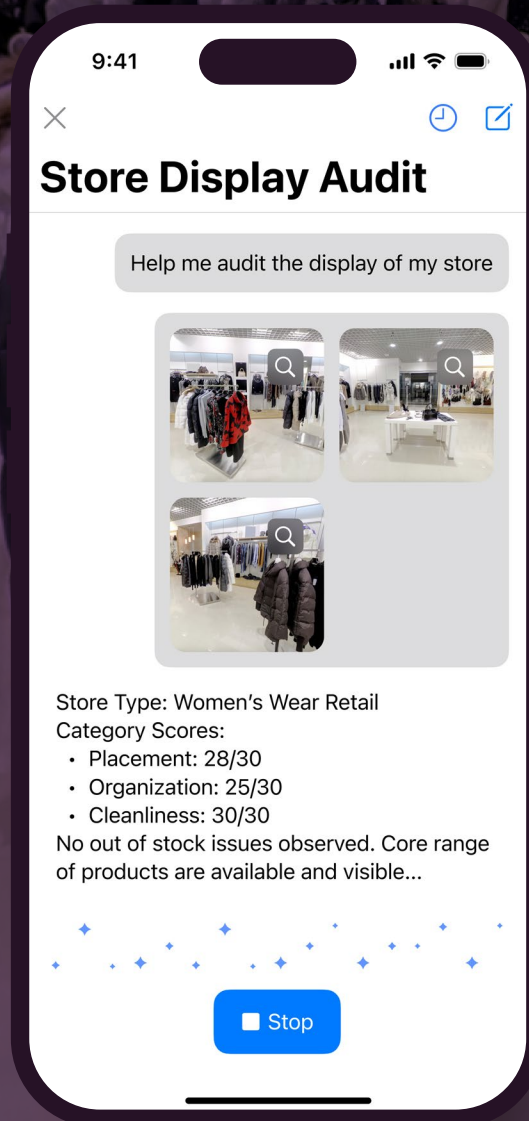 9:41
Store Display Audit
Help me audit the display of my store
Store Type: Women’s Wear Retail
Category Scores:
• Placement: 28/30
• Organization: 25/30
• Cleanliness: 30/30
No out of stock issues observed. Core range
of products are available and visible...
Stop